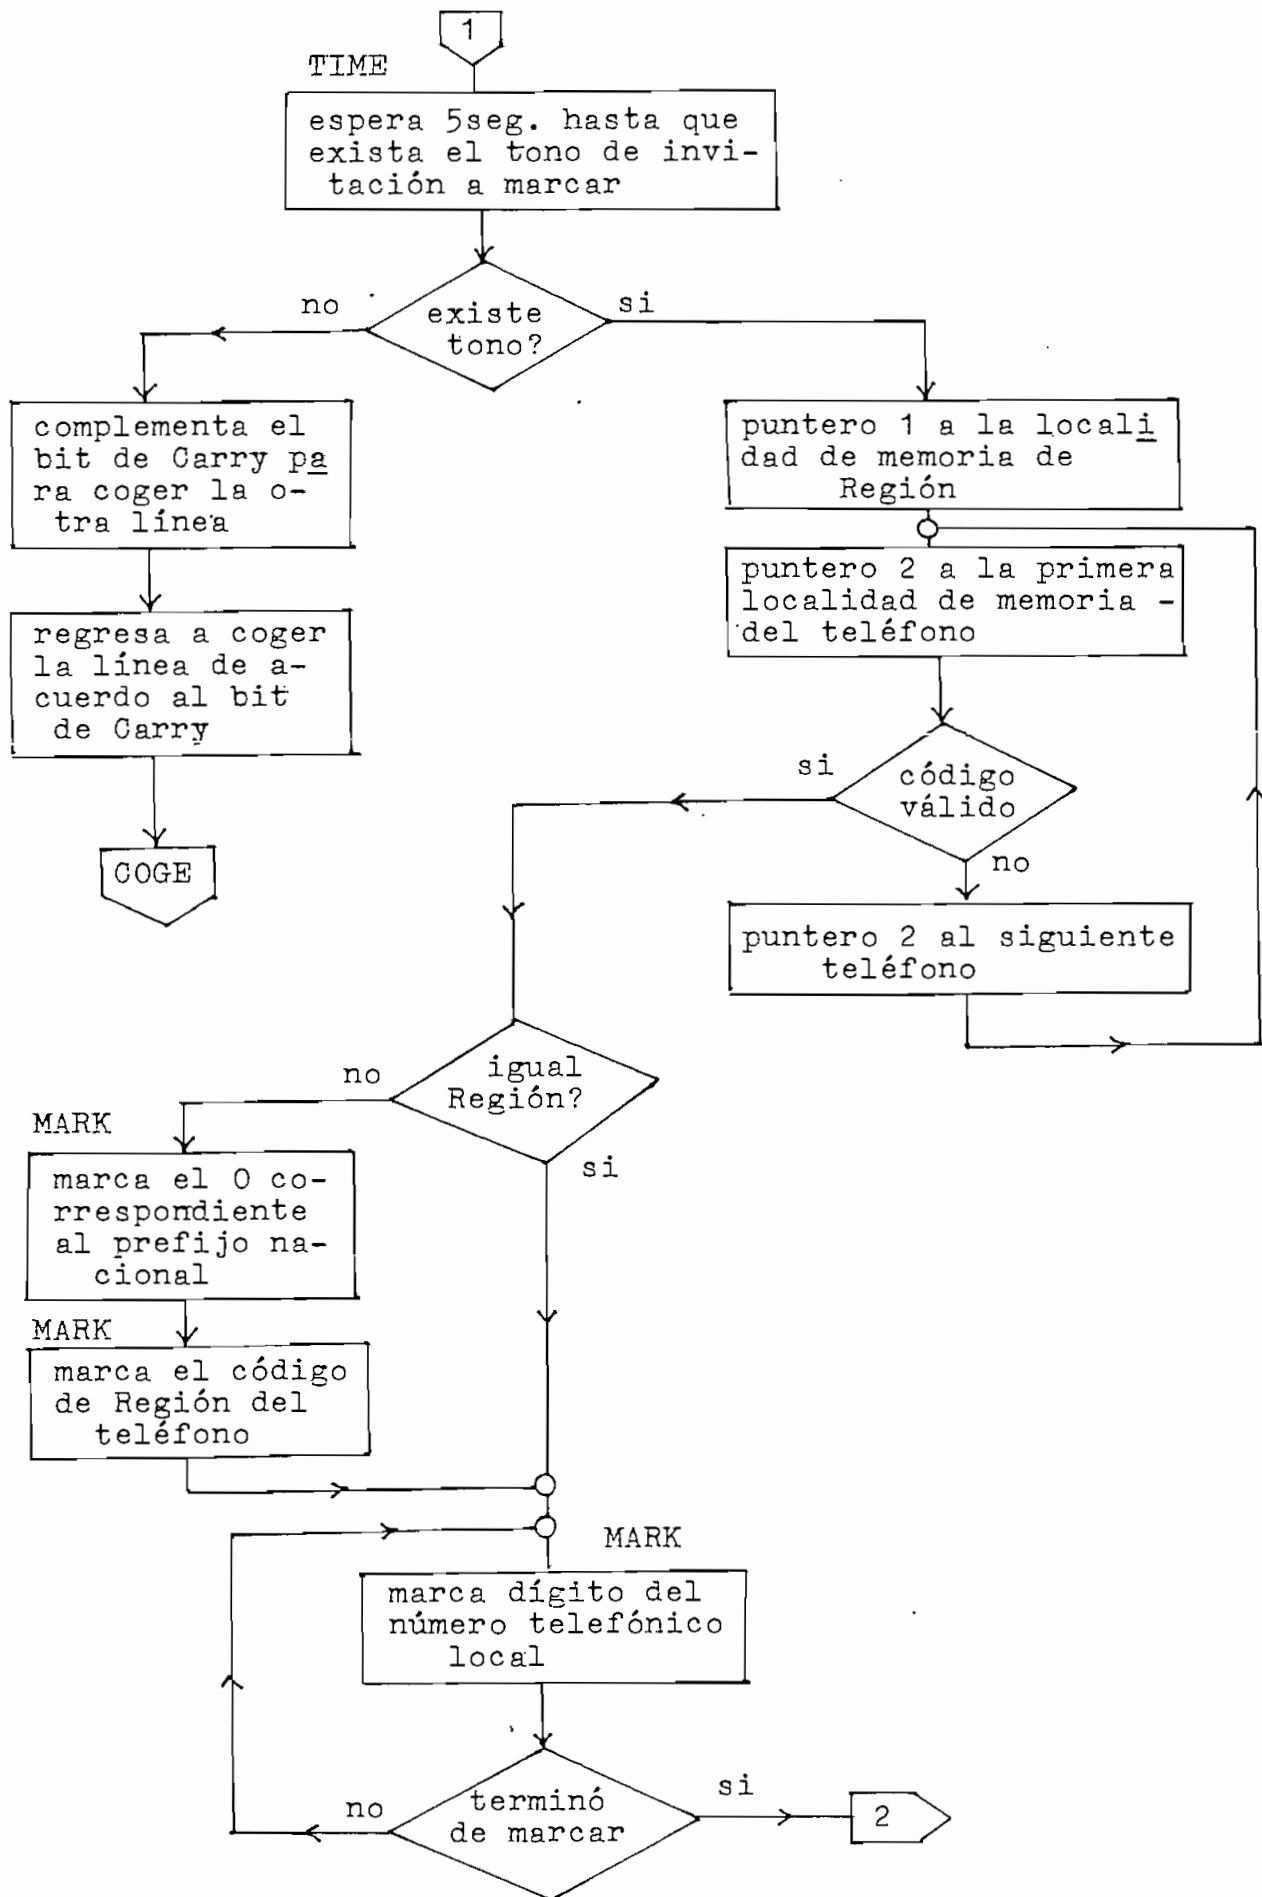 1
TIME
espera 5seg. hasta que
exista el tono de invi-
tación a marcar
no
existe
tono?
si
complementa el
bit de Carry pa
ra coger la o-
tra línea
puntero 1 a la locali
dad de memoria de
Región
regresa a coger
la línea de a-
cuerdo al bit
de Carry
puntero 2 a la primera
localidad de memoria -
del teléfono
COGE
si
código
válido
no
puntero 2 al siguiente
teléfono
no
igual
Región?
si
MARK
marca el 0 co-
rrespondiente
al prefijo na-
cional
MARK
marca el código
de Región del
teléfono
MARK
marca dígito del
número telefónico
local
no
terminó
de marcar
si
2